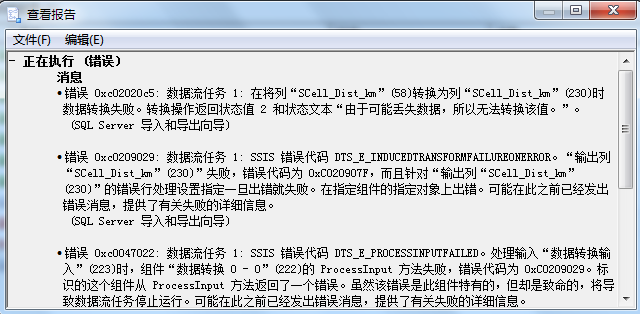 查看报告
文件(F) 编辑(E)
- 正在执行 (错误)
消息
•错误 0xc02020c5: 数据流任务 1: 在将列“SCell_Dist_km”(58)转换为列“SCell_Dist_km”(230)时
数据转换失败。转换操作返回状态值 2 和状态文本“由于可能丢失数据，所以无法转换该值。”。
(SQL Server 导入和导出向导)
•错误 0xc0209029: 数据流任务 1: SSIS 错误代码 DTS_E_INDUCEDTRANSFORMFAILUREONERROR。“输出列
“SCell_Dist_km”(230)”失败，错误代码为 0xC020907F，而且针对“输出列“SCell_Dist_km”
(230)”的错误行处理设置指定一旦出错就失败。在指定组件的指定对象上出错。可能在此之前已经发出
错误消息，提供了有关失败的详细信息。
(SQL Server 导入和导出向导)
•错误 0xc0047022: 数据流任务 1: SSIS 错误代码 DTS_E_PROCESSINPUTFAILED。处理输入“数据转换输
入”(223)时，组件“数据转换 0 - 0”(222)的 ProcessInput 方法失败，错误代码为 0xC0209029。标
识的这个组件从 ProcessInput 方法返回了一个错误。虽然该错误是此组件特有的，但却是致命的，将导
致数据流任务停止运行。可能在此之前已经发出错误消息，提供了有关失败的详细信息。